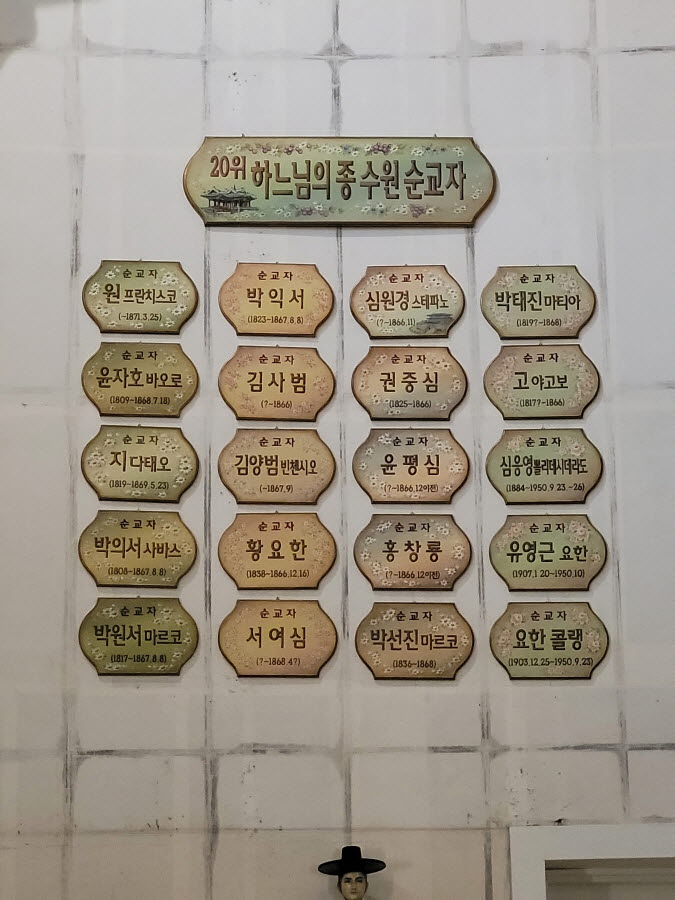 20위 하느님의 종 수원 순교자
순교자
원 프란치스코
(~1871.3.25)
순교자
박익서
(1823~1867.8.8)
순교자
심원경 스테파노
(?~1866.11)
순교자
박태진 마티아
(1819?~1868)
순교자
윤자호 바오로
(1809~1868.7.18)
순교자
김사범
(?~1866)
순교자
권중심
(1825~1866)
순교자
고 야고보
(1817?~1866)
순교자
지 다태오
(1819~1869.5.23)
순교자
김양범 빈첸시오
(~1867.9)
순교자
윤평심
(?~1866.12이전)
순교자
심응영 뽈리데시데라도
(1884~1950.9.23.~26)
순교자
박의서 사바스
(1808~1867.8.8)
순교자
황요한
(1838~1866.12.16)
순교자
홍창룡
(?~1866.12이전)
순교자
유영근 요한
(1907.1.20~1950.10)
순교자
박원서 마르코
(1817~1867.8.8)
순교자
서여심
(?~1868.4?)
순교자
박선진 마르코
(1836~1868)
순교자
요한 콜랭
(1903.12.25~1950.9.23)